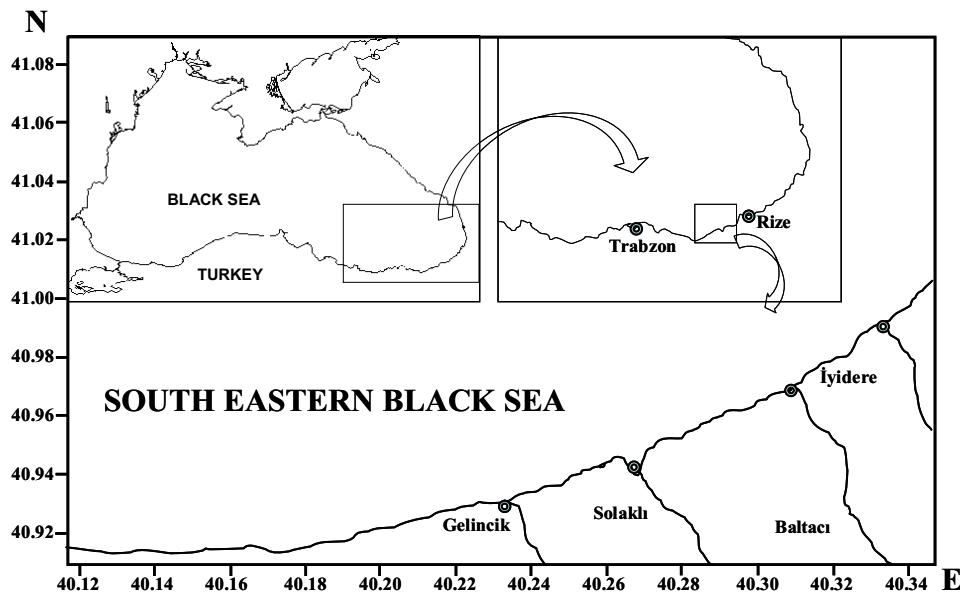 N
41.08
41.06
41.04
41.02
41.00
40.98
40.96
40.94
40.92
BLACK SEA
TURKEY
Trabzon
Rize
SOUTH EASTERN BLACK SEA
İyidere
Gelincik
Solaklı
Baltacı
40.12 40.14 40.16 40.18 40.20 40.22 40.24 40.26 40.28 40.30 40.32 40.34 E